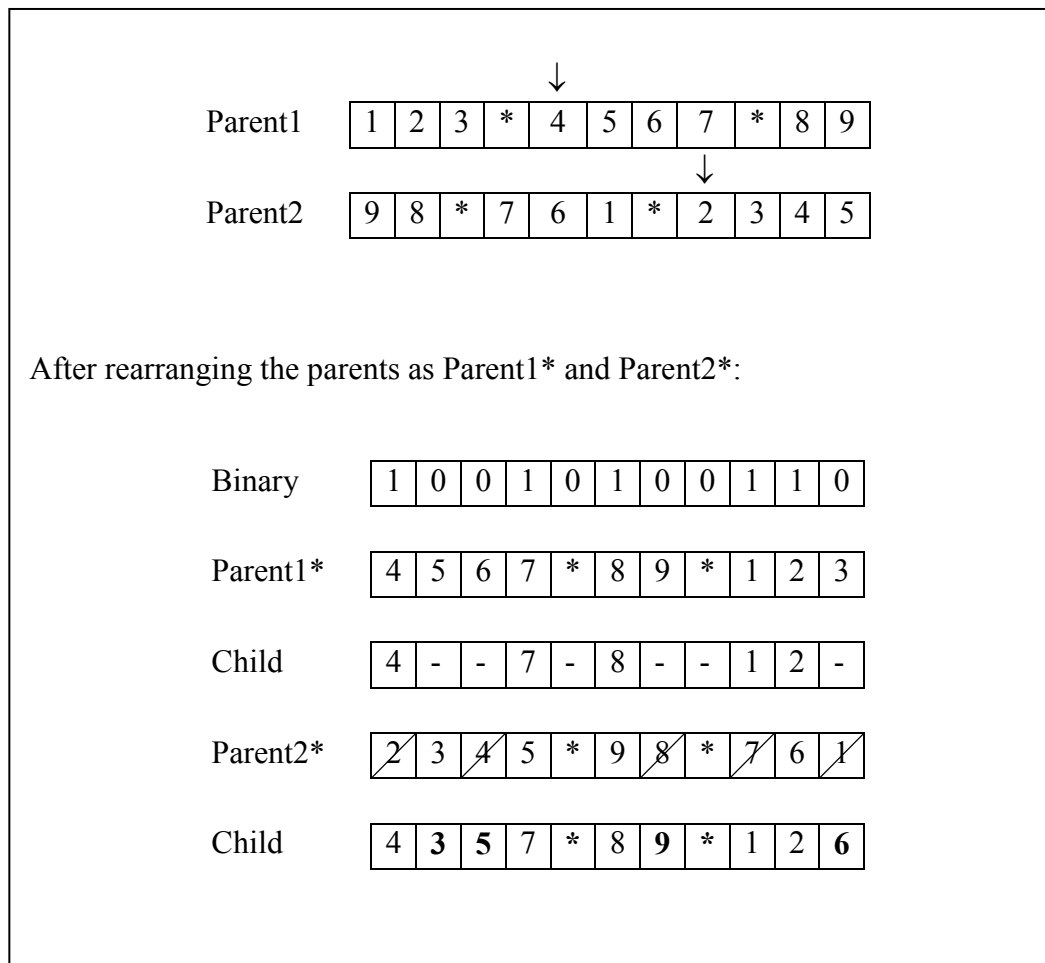 ↓
Parent1 1 2 3 * 4 5 6 7 * 8 9
↓
Parent2 9 8 * 7 6 1 * 2 3 4 5
After rearranging the parents as Parent1* and Parent2*:
Binary 1 0 0 1 0 1 0 0 1 1 0
Parent1* 4 5 6 7 * 8 9 * 1 2 3
Child 4 - - 7 - 8 - - 1 2 -
Parent2* 2 3 4 5 * 9 8 * 7 6 1
Child 4 3 5 7 * 8 9 * 1 2 6